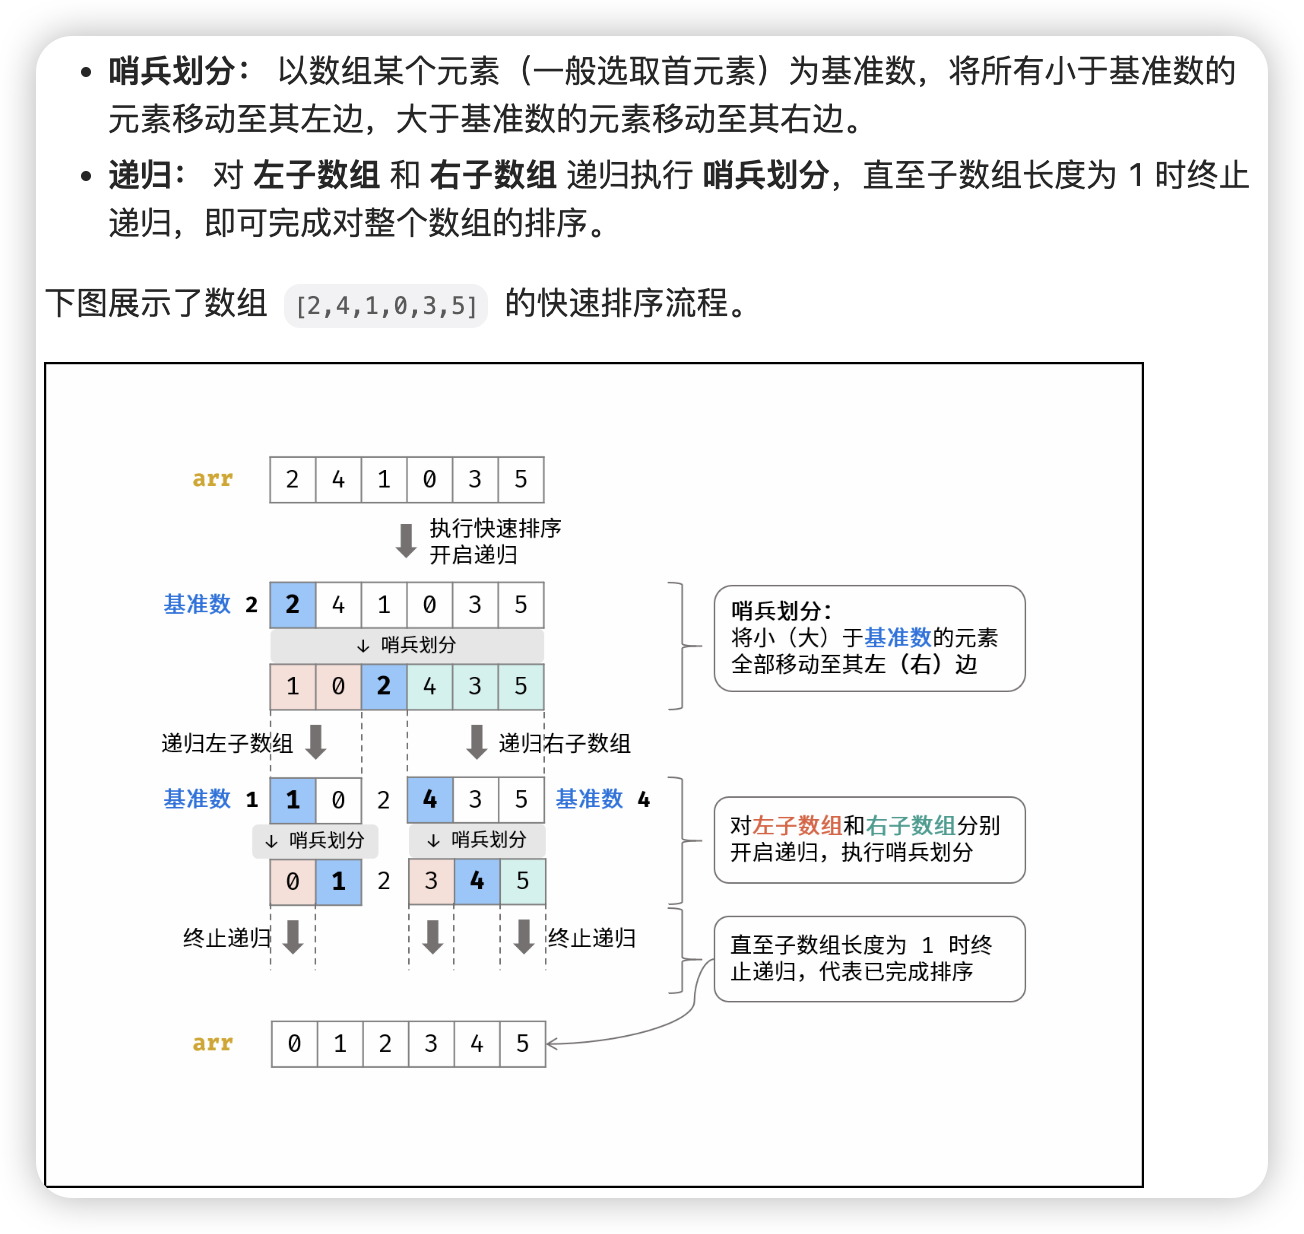 哨兵划分： 以数组某个元素（一般选取首元素）为基准数，将所有小于基准数的
元素移动至其左边，大于基准数的元素移动至其右边。
递归： 对 左子数组 和 右子数组 递归执行 哨兵划分，直至子数组长度为 1 时终止
递归，即可完成对整个数组的排序。
下图展示了数组 [2,4,1,0,3,5] 的快速排序流程。
arr 2 4 1 0 3 5
执行快速排序
开启递归
基准数 2 2 4 1 0 3 5
↓ 哨兵划分
1 0 2 4 3 5
哨兵划分：
将小（大）于基准数的元素
全部移动至其左（右）边
递归左子数组 递归右子数组
基准数 1 1 0 2 4 3 5 基准数 4
↓ 哨兵划分 ↓ 哨兵划分
0 1 2 3 4 5
对左子数组和右子数组分别
开启递归，执行哨兵划分
终止递归 终止递归
直至子数组长度为 1 时终
止递归，代表已完成排序
arr 0 1 2 3 4 5